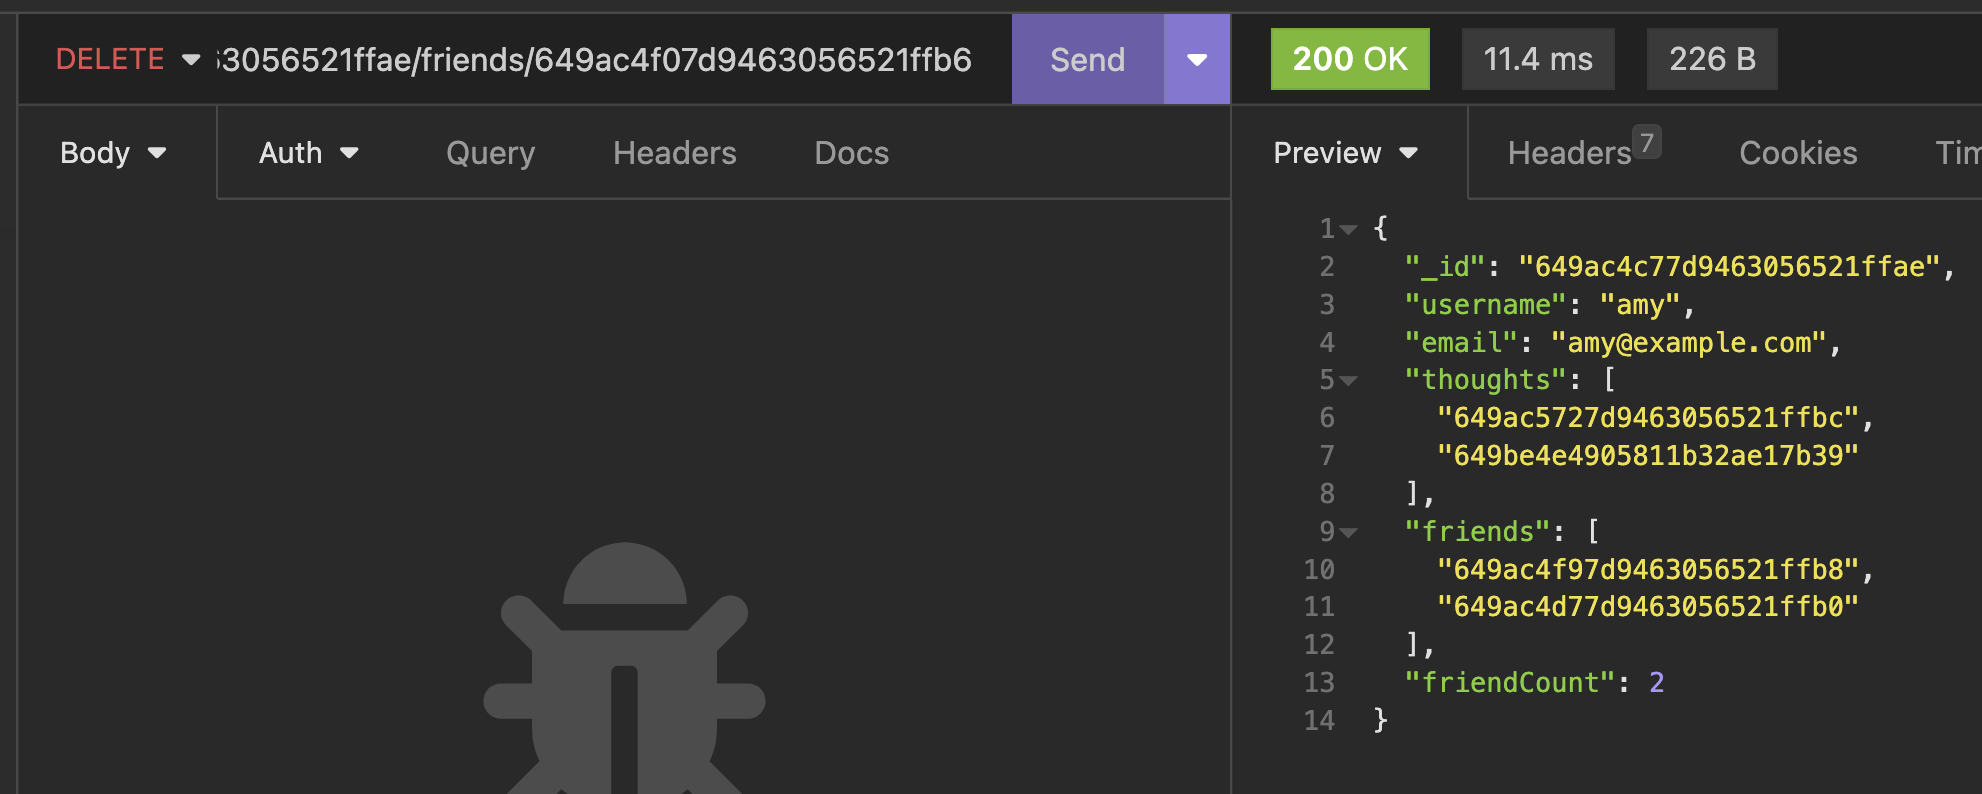 DELETE 3056521ffae/friends/649ac4f07d9463056521ffb6 Send 200 OK 11.4 ms 226 B
Body Auth Query Headers Docs Preview Headers 7 Cookies Tim
1 {
2 "_id": "649ac4c77d9463056521ffae",
3 "username": "amy",
4 "email": "amy@example.com",
5 "thoughts": [
6 "649ac5727d9463056521ffbc",
7 "649be4e4905811b32ae17b39"
8 ],
9 "friends": [
10 "649ac4f97d9463056521ffb8",
11 "649ac4d77d9463056521ffb0"
12 ],
13 "friendCount": 2
14 }